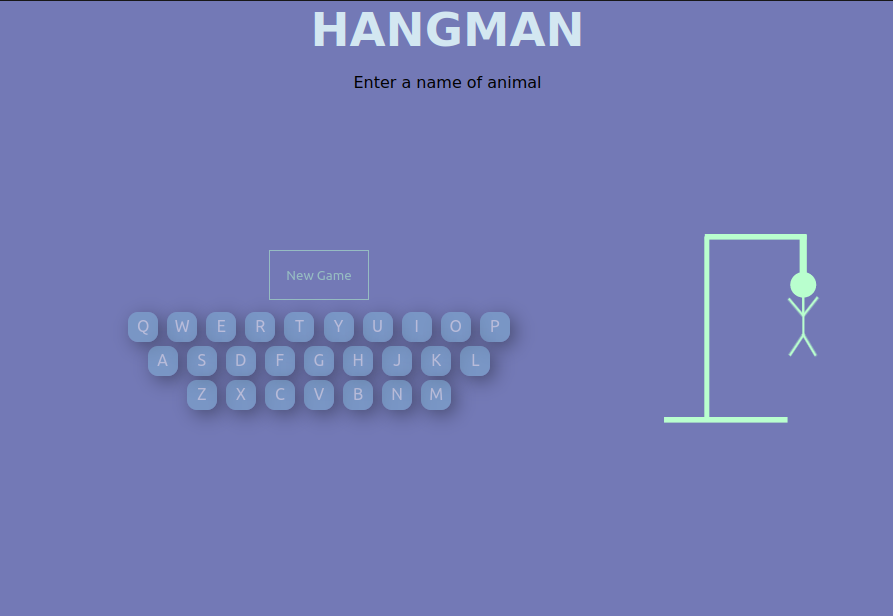 HANGMAN
Enter a name of animal
New Game
Q W E R T Y U I O P
A S D F G H J K L
Z X C V B N M